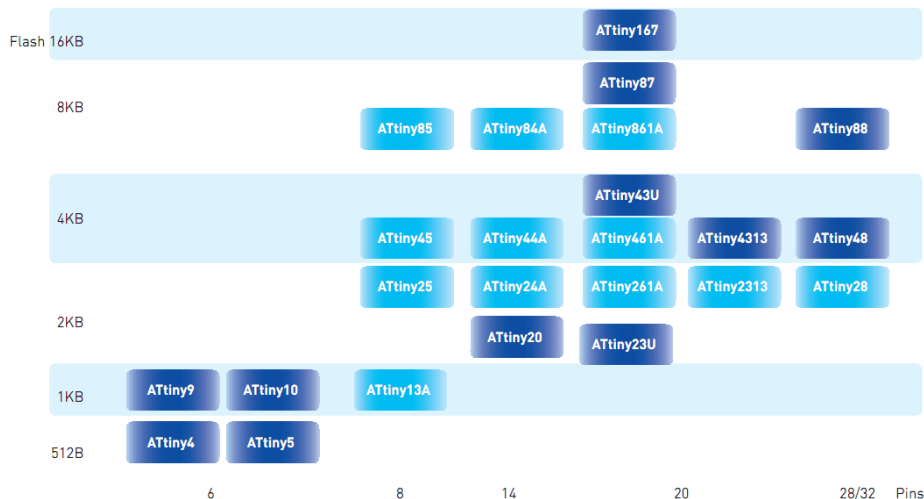 Flash 16KB
ATtiny167
8KB
ATtiny87
ATtiny85 ATtiny84A ATtiny861A ATtiny88
4KB
ATtiny43U
ATtiny45 ATtiny44A ATtiny461A ATtiny4313 ATtiny48
ATtiny25 ATtiny24A ATtiny261A ATtiny2313 ATtiny28
2KB
ATtiny20 ATtiny23U
1KB ATtiny9 ATtiny10 ATtiny13A
512B ATtiny4 ATtiny5
6 8 14 20 28/32 Pins